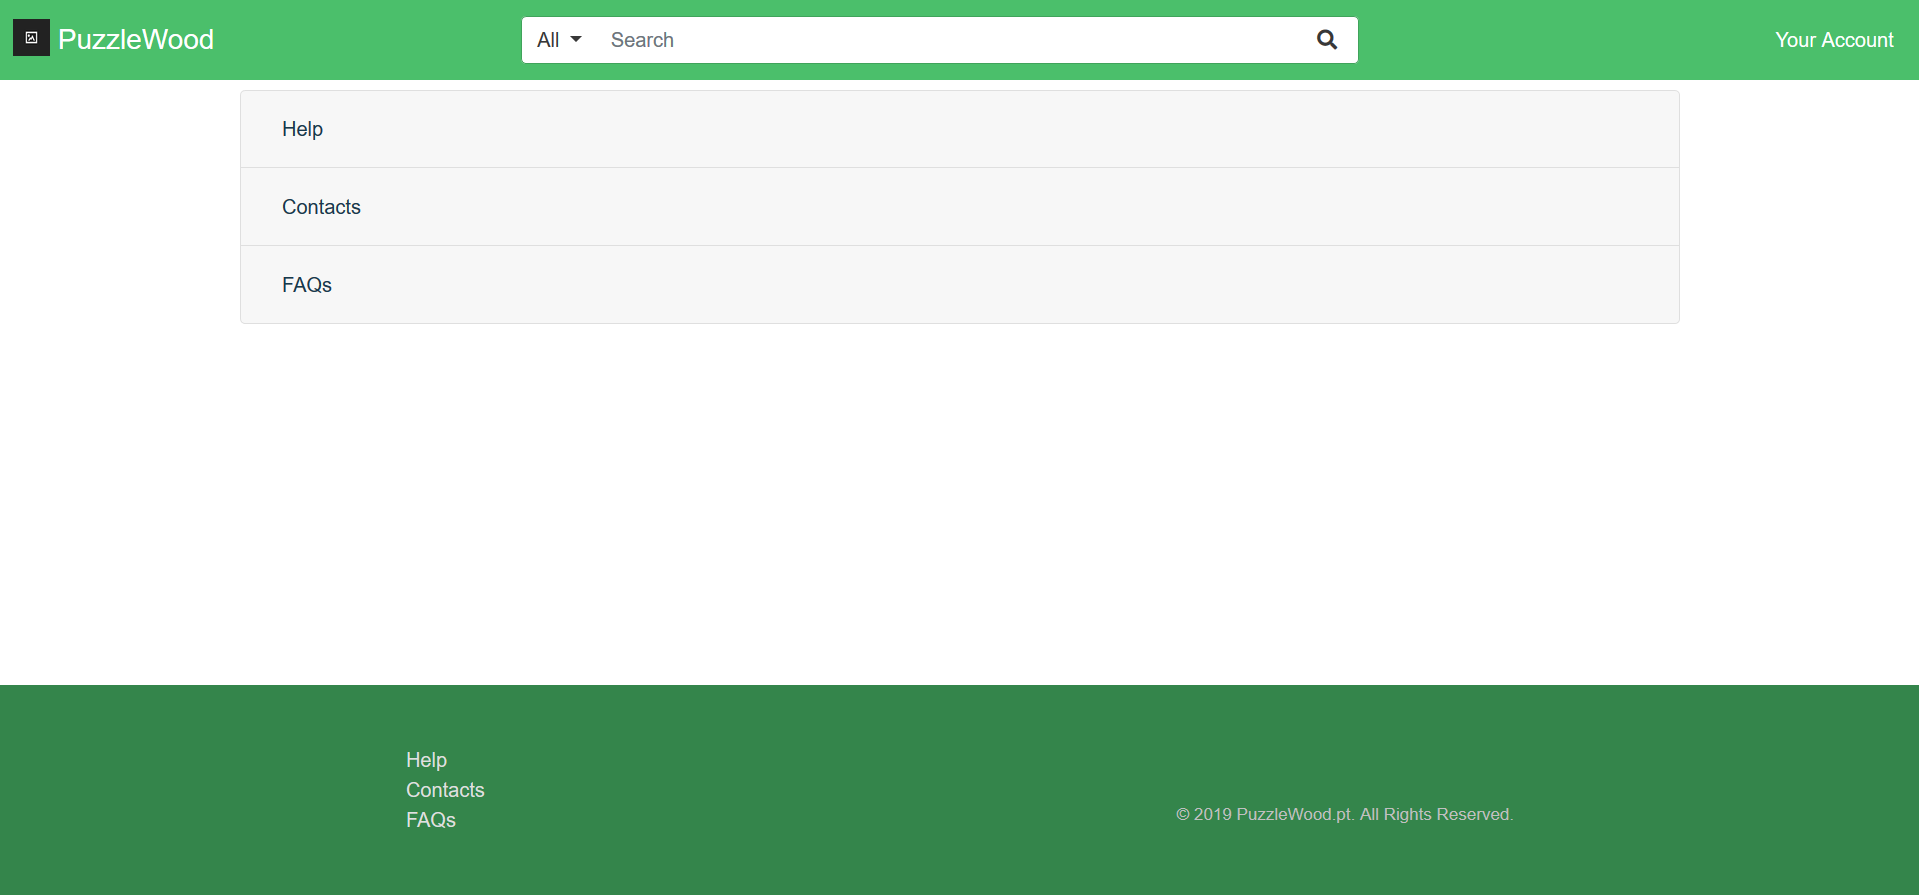 PuzzleWood
All
Search
Your Account
Help
Contacts
FAQs
Help
Contacts
FAQs
© 2019 PuzzleWood.pt. All Rights Reserved.